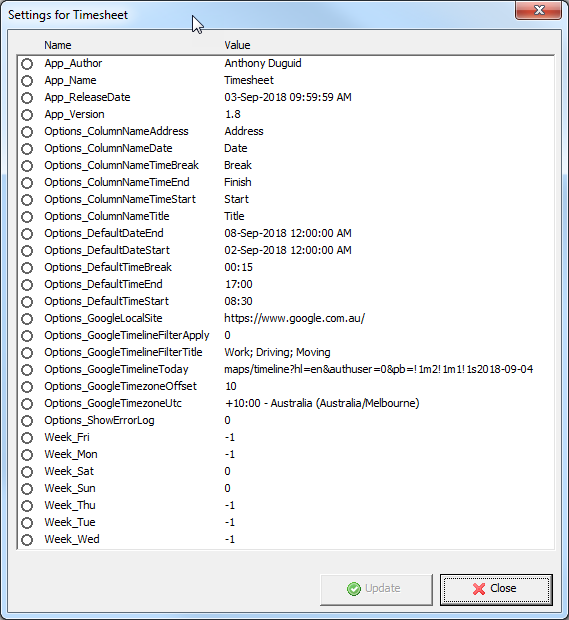 Settings for Timesheet
Name Value
App_Author Anthony Duguid
App_Name Timesheet
App_ReleaseDate 03-Sep-2018 09:59:59 AM
App_Version 1.8
Options_ColumnNameAddress Address
Options_ColumnNameDate Date
Options_ColumnNameTimeBreak Break
Options_ColumnNameTimeEnd Finish
Options_ColumnNameTimeStart Start
Options_ColumnNameTitle Title
Options_DefaultDateEnd 08-Sep-2018 12:00:00 AM
Options_DefaultDateStart 02-Sep-2018 12:00:00 AM
Options_DefaultTimeBreak 00:15
Options_DefaultTimeEnd 17:00
Options_DefaultTimeStart 08:30
Options_GoogleLocalSite https://www.google.com.au/
Options_GoogleTimelineFilterApply 0
Options_GoogleTimelineFilterTitle Work; Driving; Moving
Options_GoogleTimelineToday maps/timeline?hl=en&authuser=0&pb=!1m2!1m1!1s2018-09-04
Options_GoogleTimezoneOffset 10
Options_GoogleTimezoneUtc +10:00 - Australia (Australia/Melbourne)
Options_ShowErrorLog 0
Week_Fri -1
Week_Mon -1
Week_Sat 0
Week_Sun 0
Week_Thu -1
Week_Tue -1
Week_Wed -1
Update Close